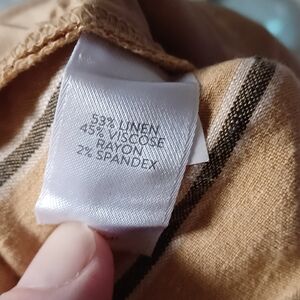 53% LINEN
45% VISCOSE
RAYON
2% SPANDEX